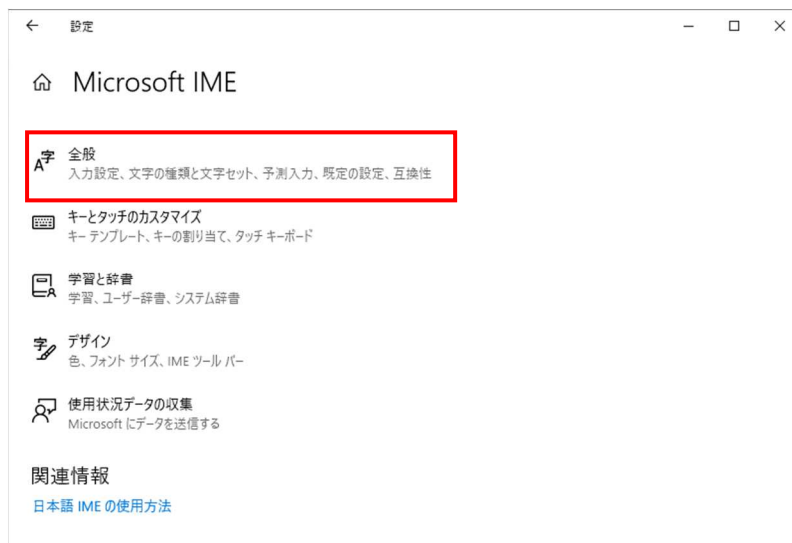 設定
Microsoft IME
全般
入力設定、文字の種類と文字セット、予測入力、既定の設定、互換性
キーとタッチのカスタマイズ
キー テンプレート、キーの割り当て、タッチ キーボード
学習と辞書
学習、ユーザー辞書、システム辞書
デザイン
色、フォント サイズ、IME ツール バー
使用状況データの収集
Microsoft にデータを送信する
関連情報
日本語 IME の使用方法